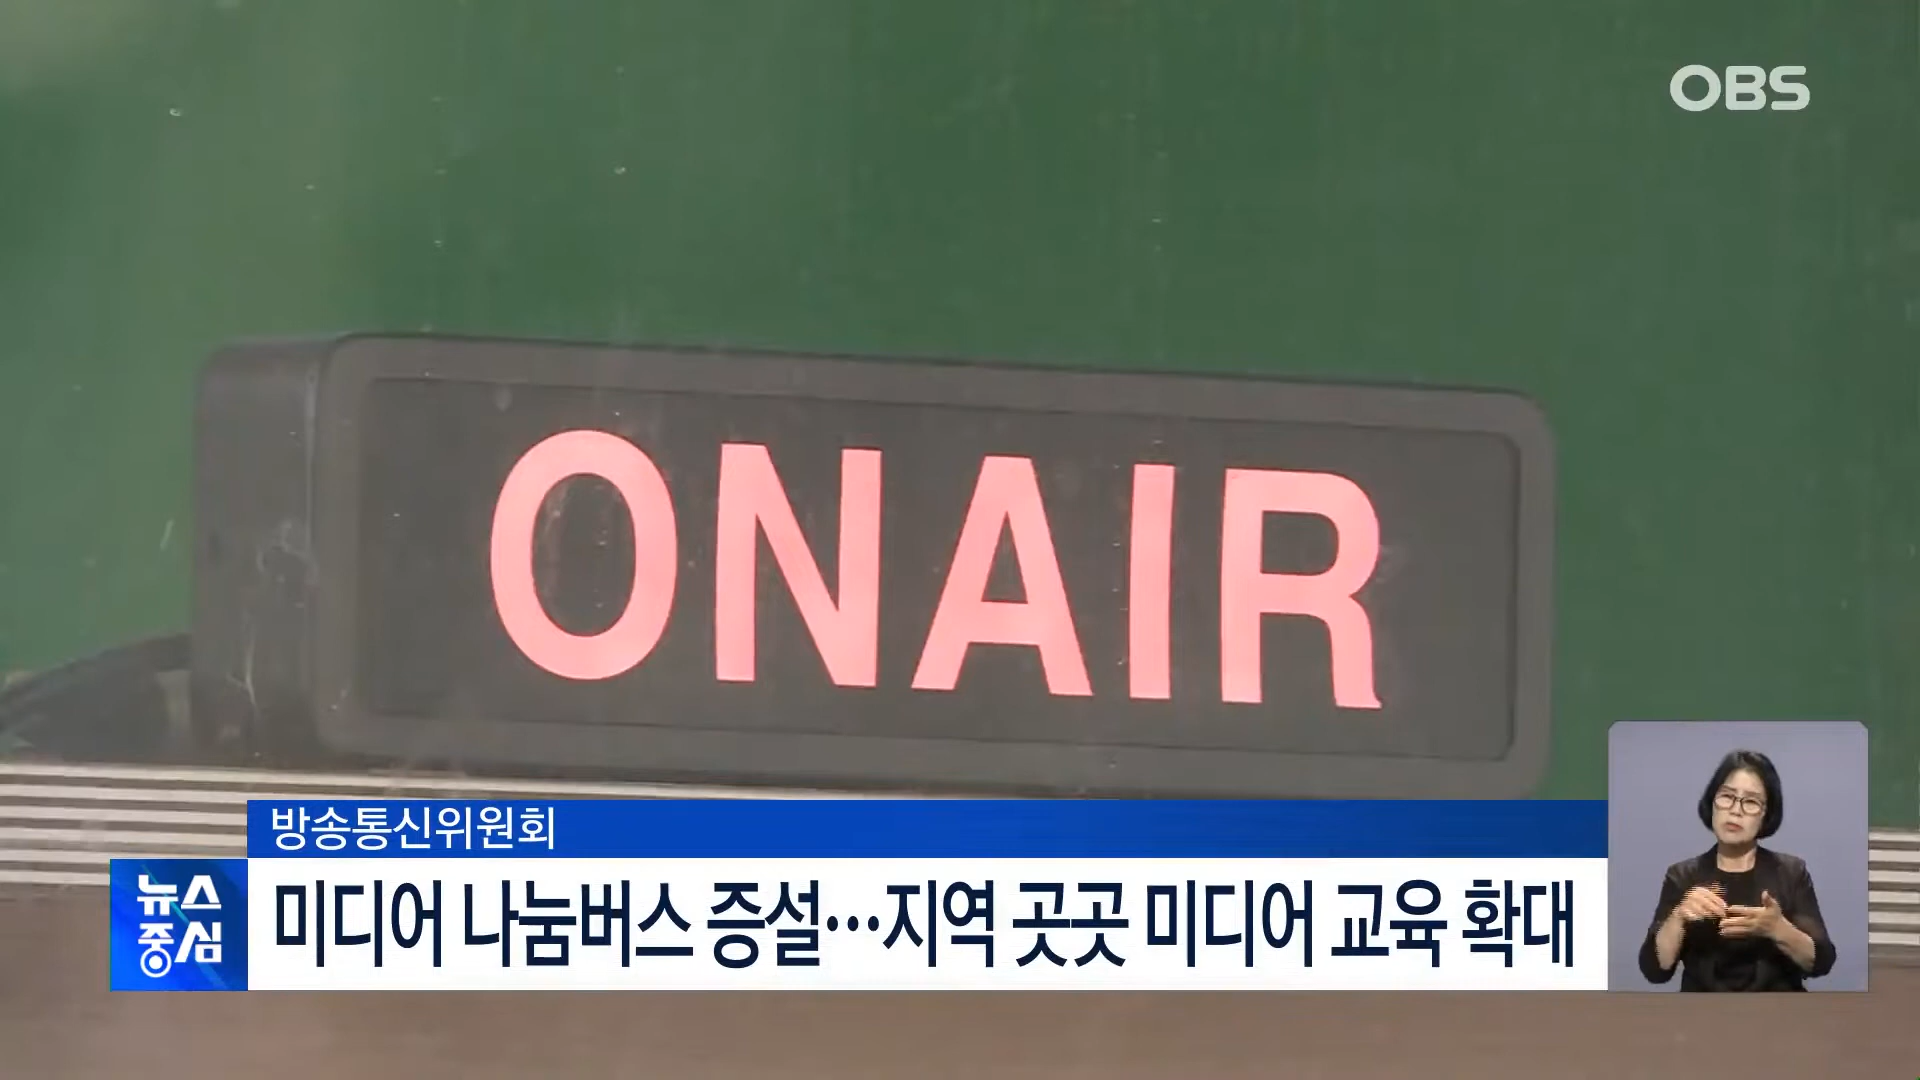 OBS
ONAIR
방송통신위원회
뉴스
중심
미디어 나눔버스 증설…지역 곳곳 미디어 교육 확대